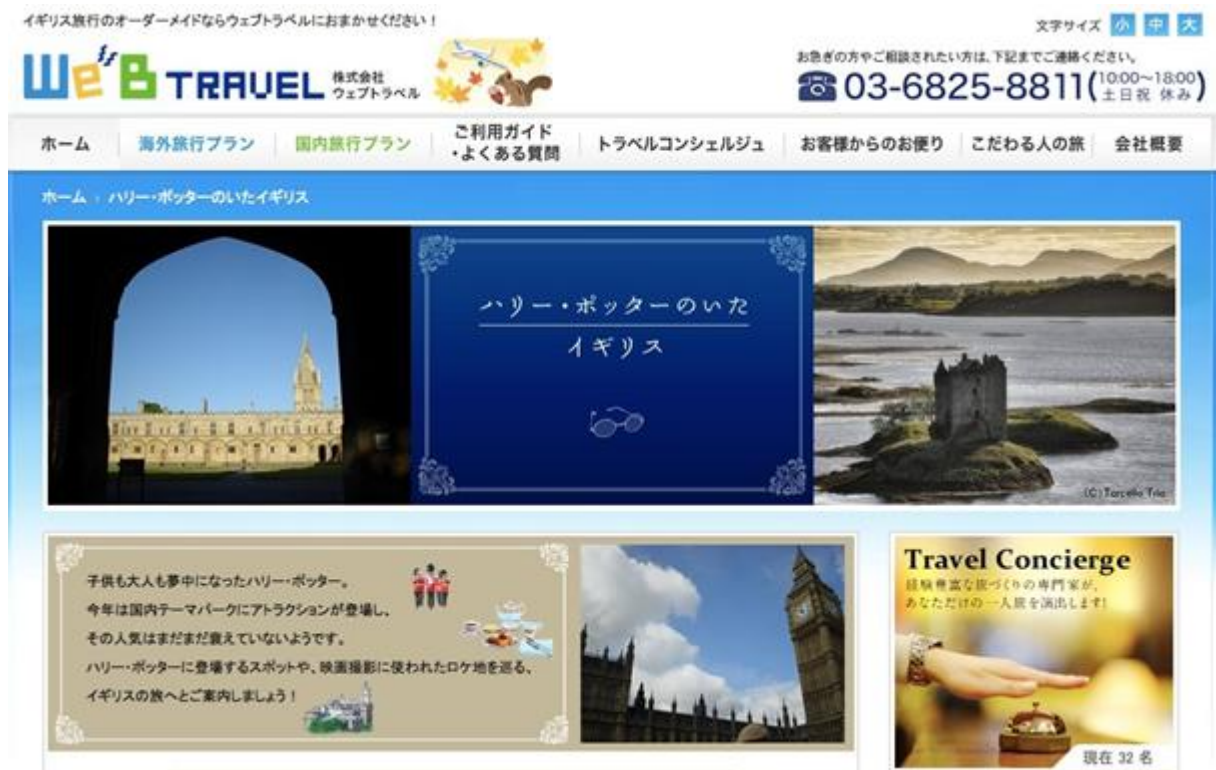 イギリス旅行のオーダーメイドならウェブトラベルにおまかせください！
文字サイズ 小 中 大
We'B TRAVEL 株式会社
ウェブトラベル
お急ぎの方やご相談されたい方は、下記までご連絡ください。
03-6825-8811(10:00〜18:00
土日祝 休み)
ホーム
海外旅行プラン
国内旅行プラン
ご利用ガイド
・よくある質問
トラベルコンシェルジュ
お客様からのお便り
こだわる人の旅
会社概要
ホーム › ハリー・ポッターのいたイギリス
ハリー・ポッターのいた
イギリス
(C)Tarcelio Trio
子供も大人も夢中になったハリー・ポッター。
今年は国内テーマパークにアトラクションが登場し、
その人気はまだまだ衰えていないようです。
ハリー・ポッターに登場するスポットや、映画撮影に使われたロケ地を巡る、
イギリスの旅へとご案内しましょう！
Travel Concierge
経験豊富な旅づくりの専門家が、
あなただけの一人旅を演出します!
現在 32 名